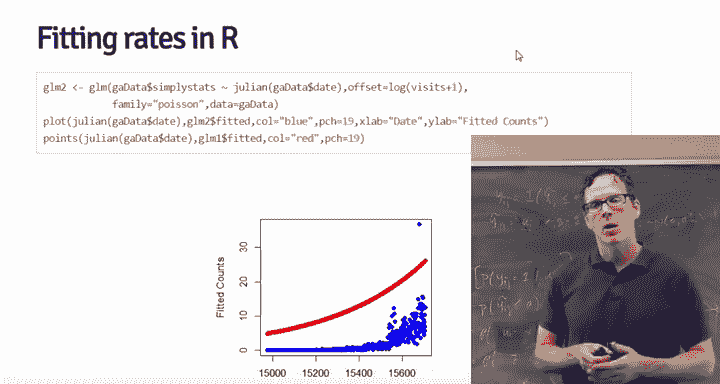 Fitting rates in R
glm2 <- glm(gaData$simplystats ~ julian(gaData$date),offset=log(visits+1),
family="poisson",data=gaData)
plot(julian(gaData$date),glm2$fitted,col="blue",pch=19,xlab="Date",ylab="Fitted Counts")
points(julian(gaData$date),glm1$fitted,col="red",pch=19)
Fitted Counts
30
20
10
0
15000 15200 15400 15600